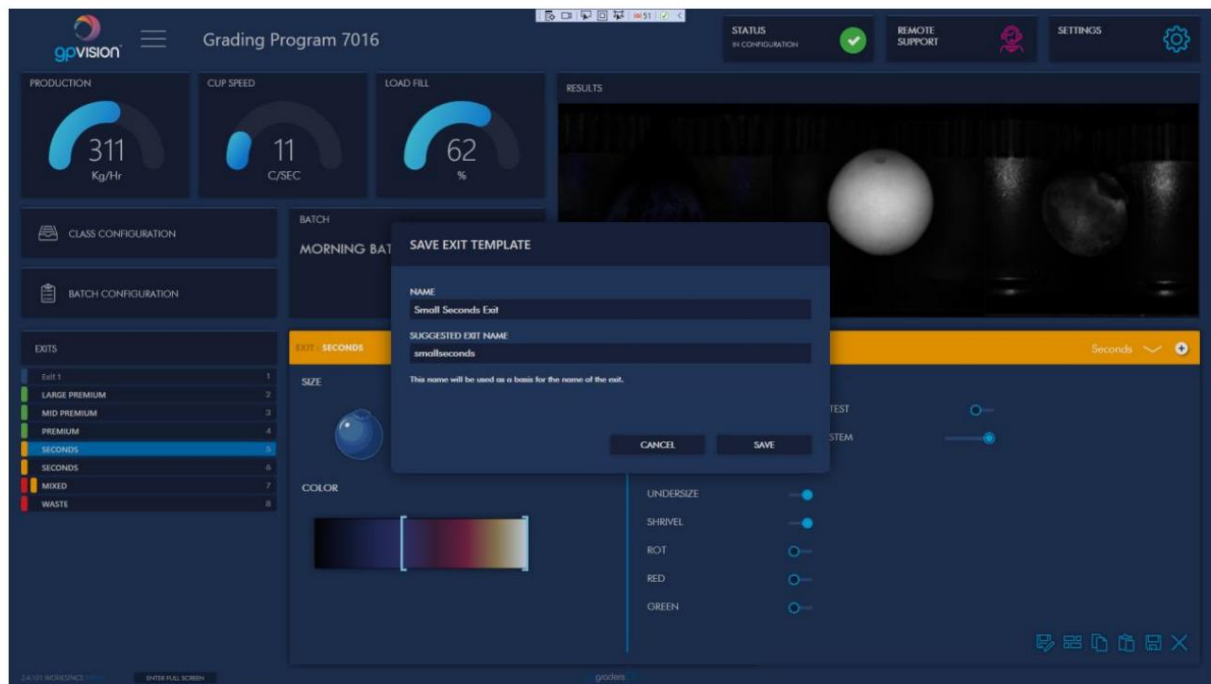 51
gpvision
Grading Program 7016
STATUS
IN CONFIGURATION
REMOTE
SUPPORT
SETTINGS
PRODUCTION
311
Kg/Hr
CUP SPEED
11
C/SEC
LOAD FILL
62
%
RESULTS
CLASS CONFIGURATION
BATCH CONFIGURATION
BATCH
MORNING BAT
SAVE EXIT TEMPLATE
NAME
Small Seconds Exit
SUGGESTED EXIT NAME
smallseconds
This name will be used as a basis for the name of the exit.
CANCEL
SAVE
EXITS
Exit 1 1
LARGE PREMIUM 2
MID PREMIUM 3
PREMIUM 4
SECONDS 5
SECONDS 6
MIXED 7
WASTE 8
EXIT : SECONDS
Seconds
SIZE
COLOR
TEST
STEM
UNDERSIZE
SHRIVEL
ROT
RED
GREEN
ENTER FULL SCREEN
graders